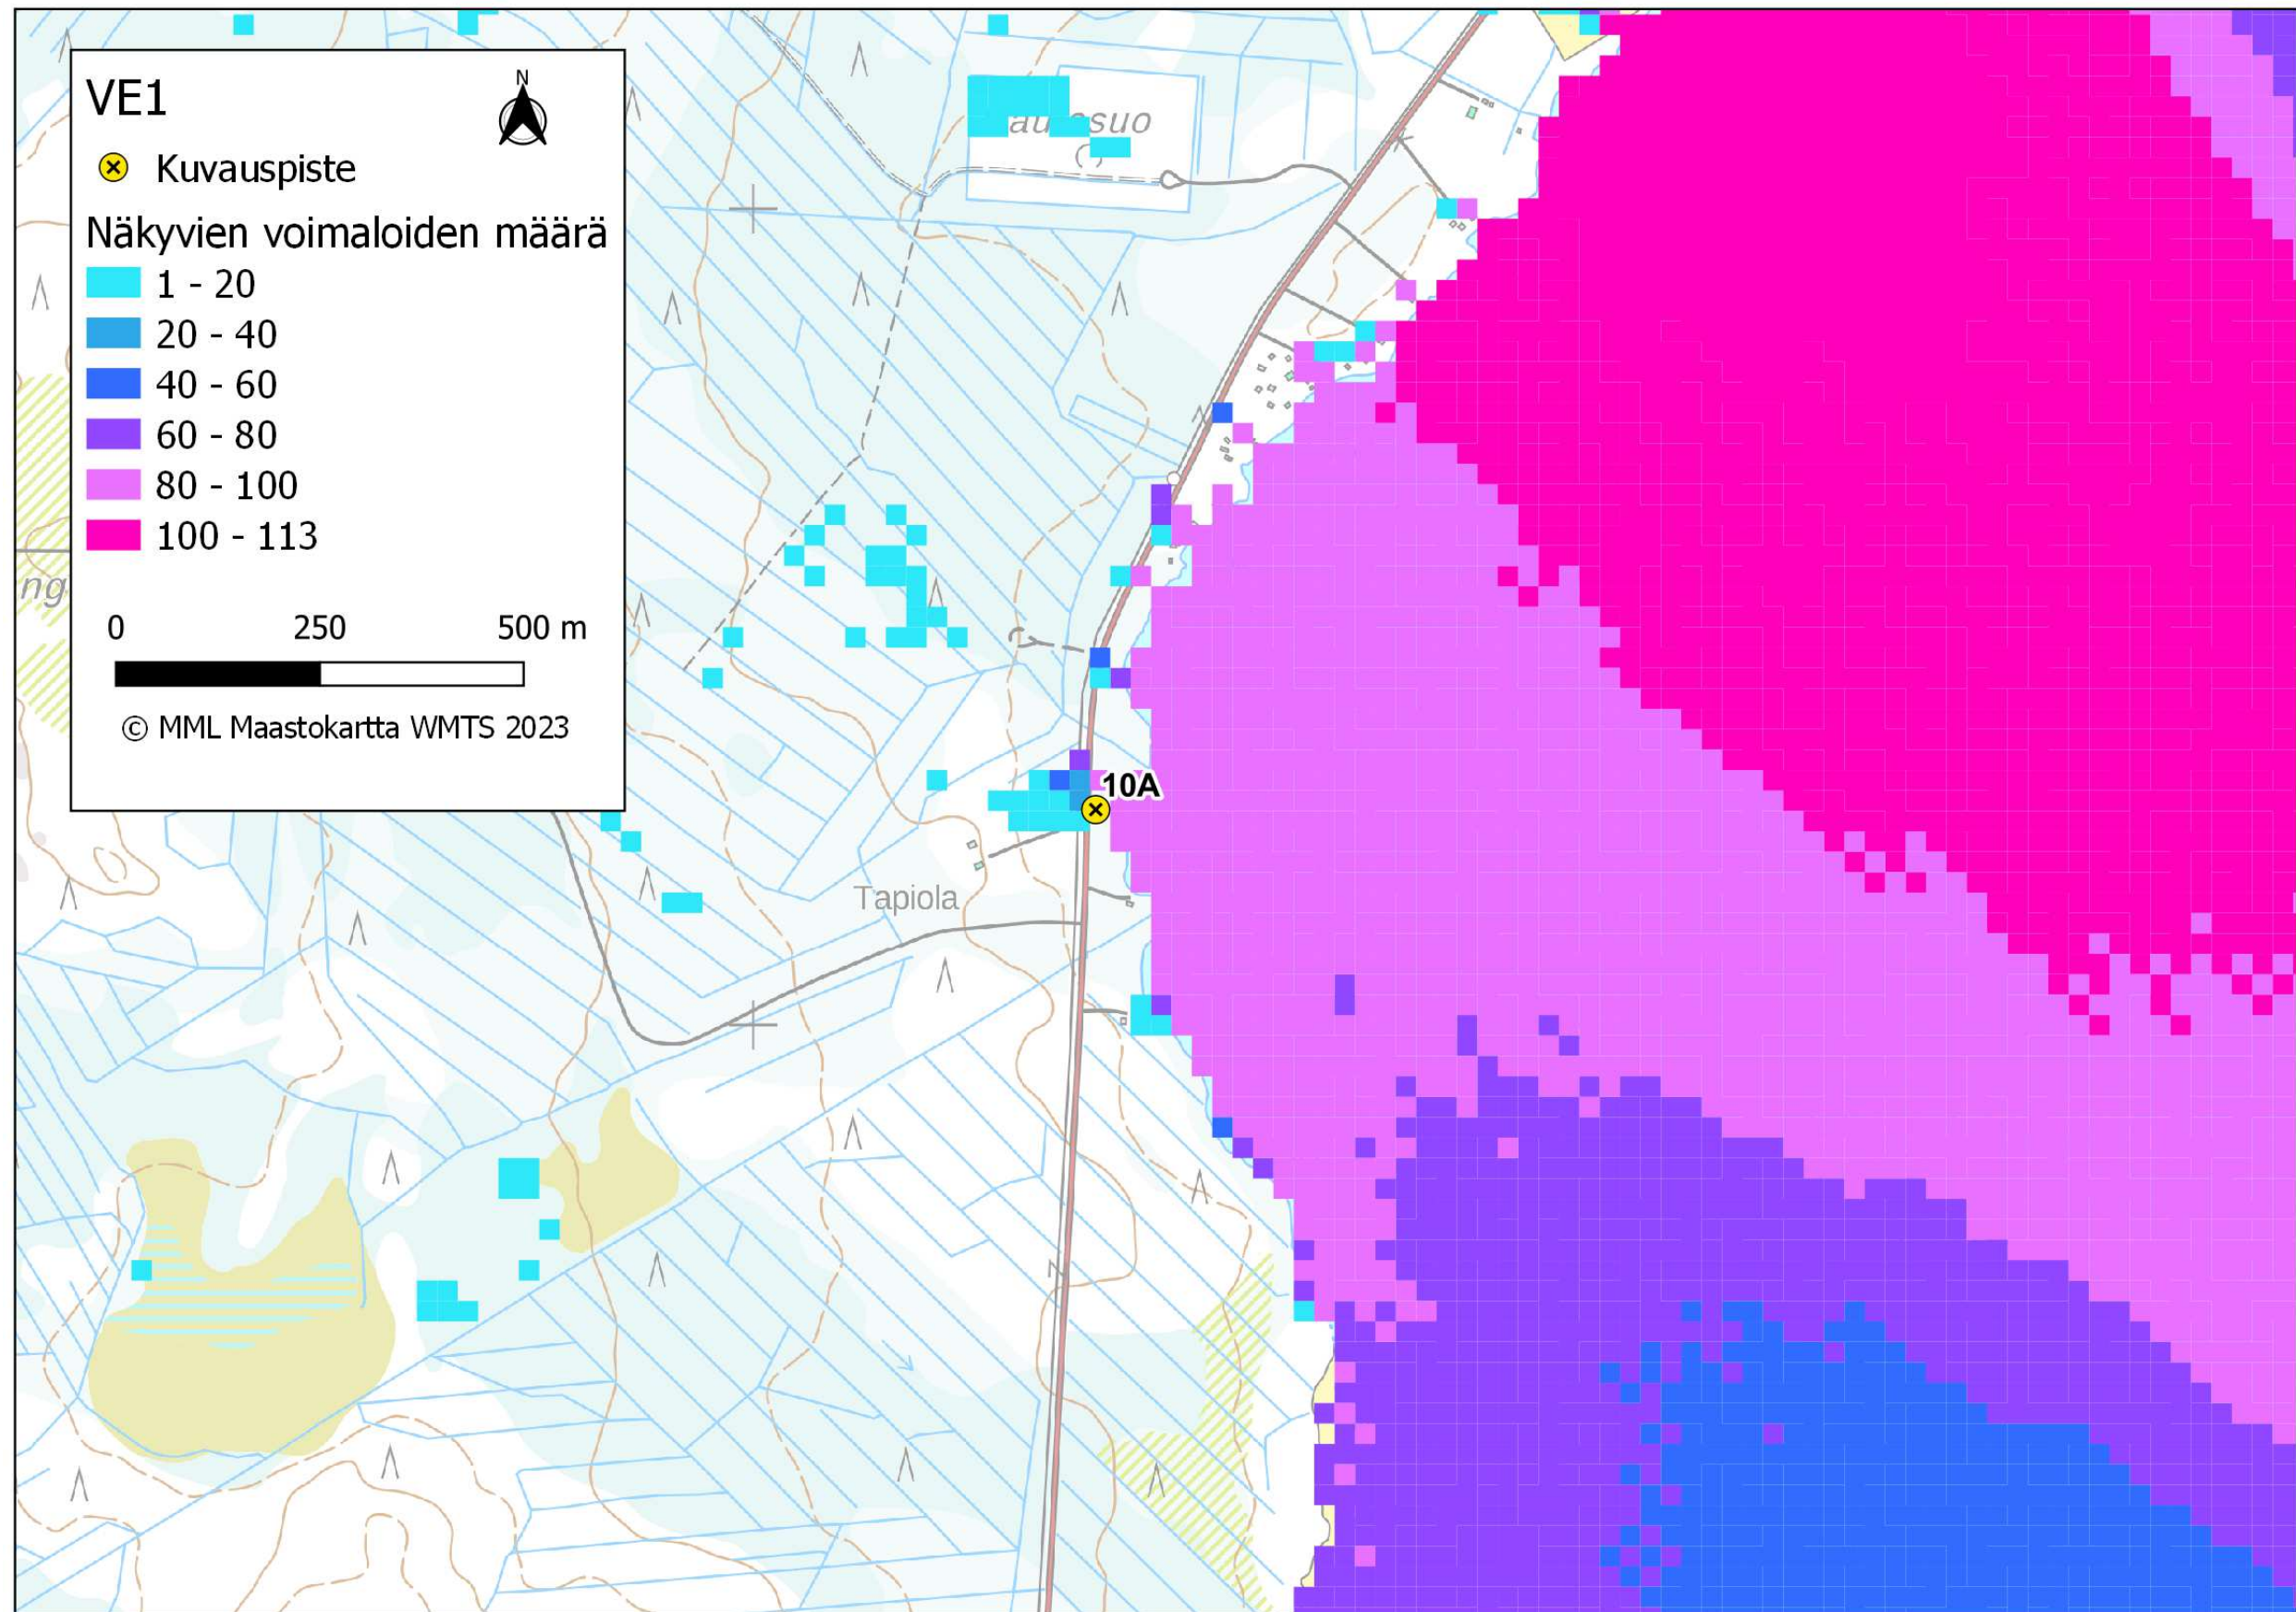 VE1
N
Kuvauspiste
Näkyvien voimaloiden määrä
1 - 20
20 - 40
40 - 60
60 - 80
80 - 100
100 - 113
0 250 500 m
© MML Maastokartta WMTS 2023
10A
Tapiola